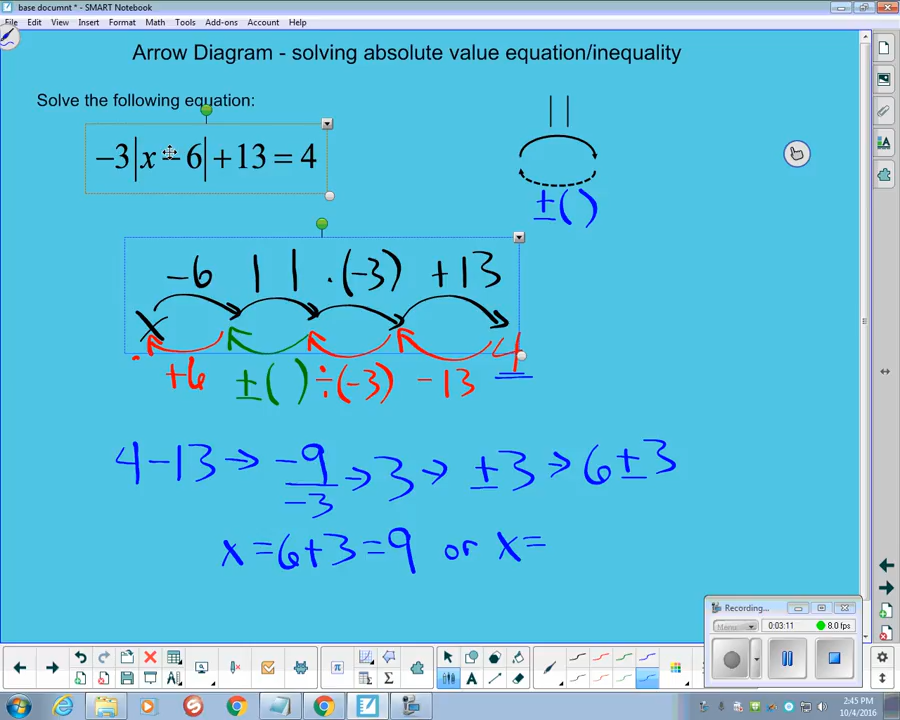 base documnt * - SMART Notebook
File Edit View Insert Format Math Tools Add-ons Account Help
Arrow Diagram - solving absolute value equation/inequality
Solve the following equation:
−3|x − 6| + 13 = 4
| |
±( )
−6 | | ·(−3) +13
x 4
+6 ±( ) ÷(−3) −13
4−13 → −9/−3 → 3 → ±3 → 6±3
x=6+3=9 or x=
Recording...
Menu
0:03:11 8.0 fps
2:45 PM
10/4/2016